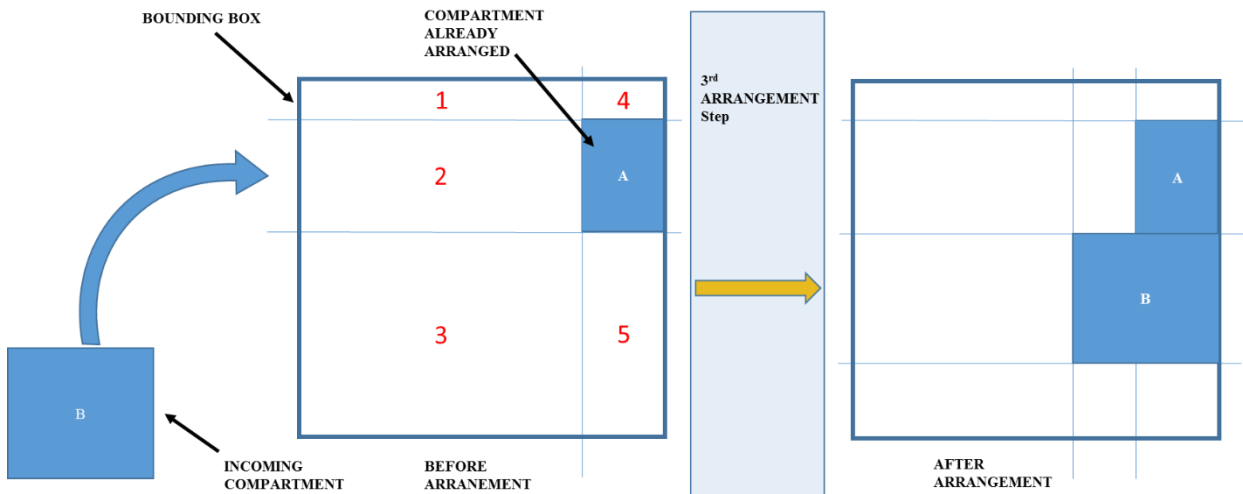 BOUNDING BOX
COMPARTMENT
ALREADY
ARRANGED
1
4
2
A
3
5
B
INCOMING
COMPARTMENT
BEFORE
ARRANEMENT
3rd
ARRANGEMENT
Step
A
B
AFTER
ARRANGEMENT